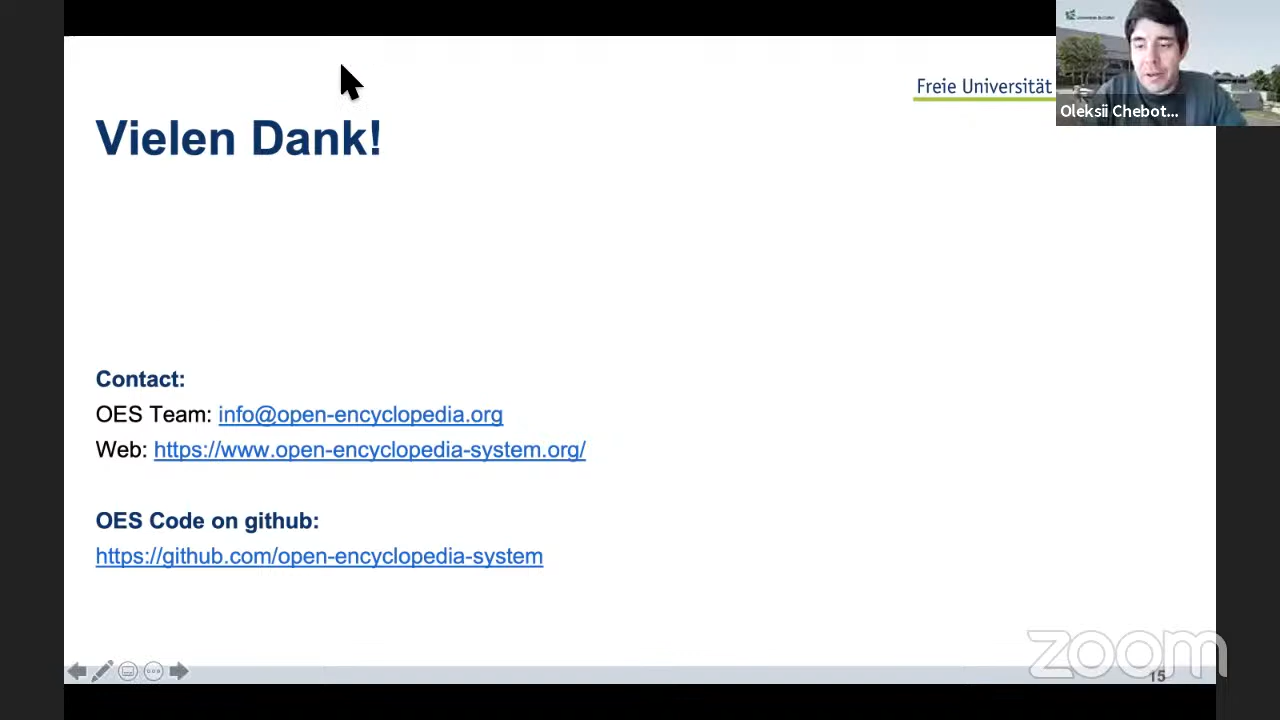 Freie Universität
Oleksii Chebot...
Vielen Dank!
Contact:
OES Team: info@open-encyclopedia.org
Web: https://www.open-encyclopedia-system.org/
OES Code on github:
https://github.com/open-encyclopedia-system
zoom
15